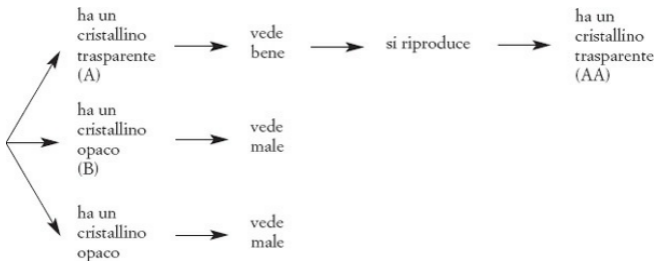 ha un
cristallino
trasparente
(A)
vede
bene
si riproduce
ha un
cristallino
trasparente
(AA)
ha un
cristallino
opaco
(B)
vede
male
ha un
cristallino
opaco
vede
male